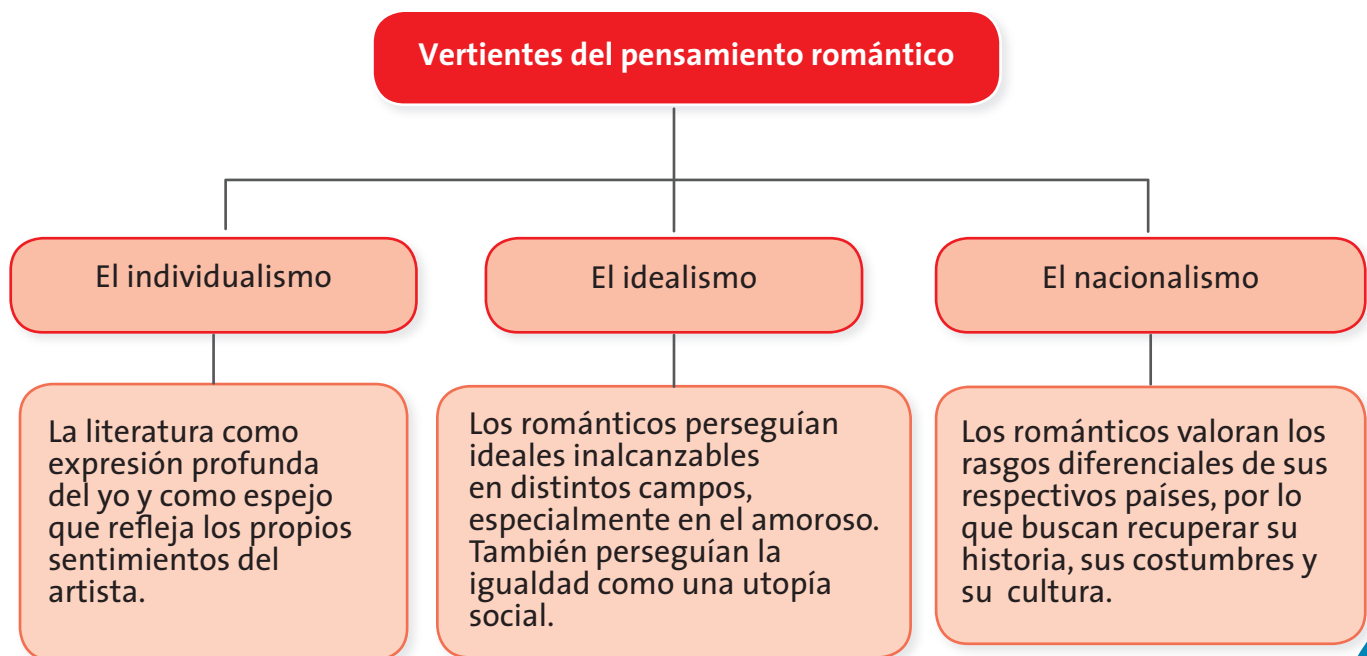 Vertientes del pensamiento romántico
El individualismo
La literatura como
expresión profunda
del yo y como espejo
que refleja los propios
sentimientos del
artista.
El idealismo
Los románticos perseguían
ideales inalcanzables
en distintos campos,
especialmente en el amoroso.
También perseguían la
igualdad como una utopía
social.
El nacionalismo
Los románticos valoran los
rasgos diferenciales de sus
respectivos países, por lo
que buscan recuperar su
historia, sus costumbres y
su cultura.